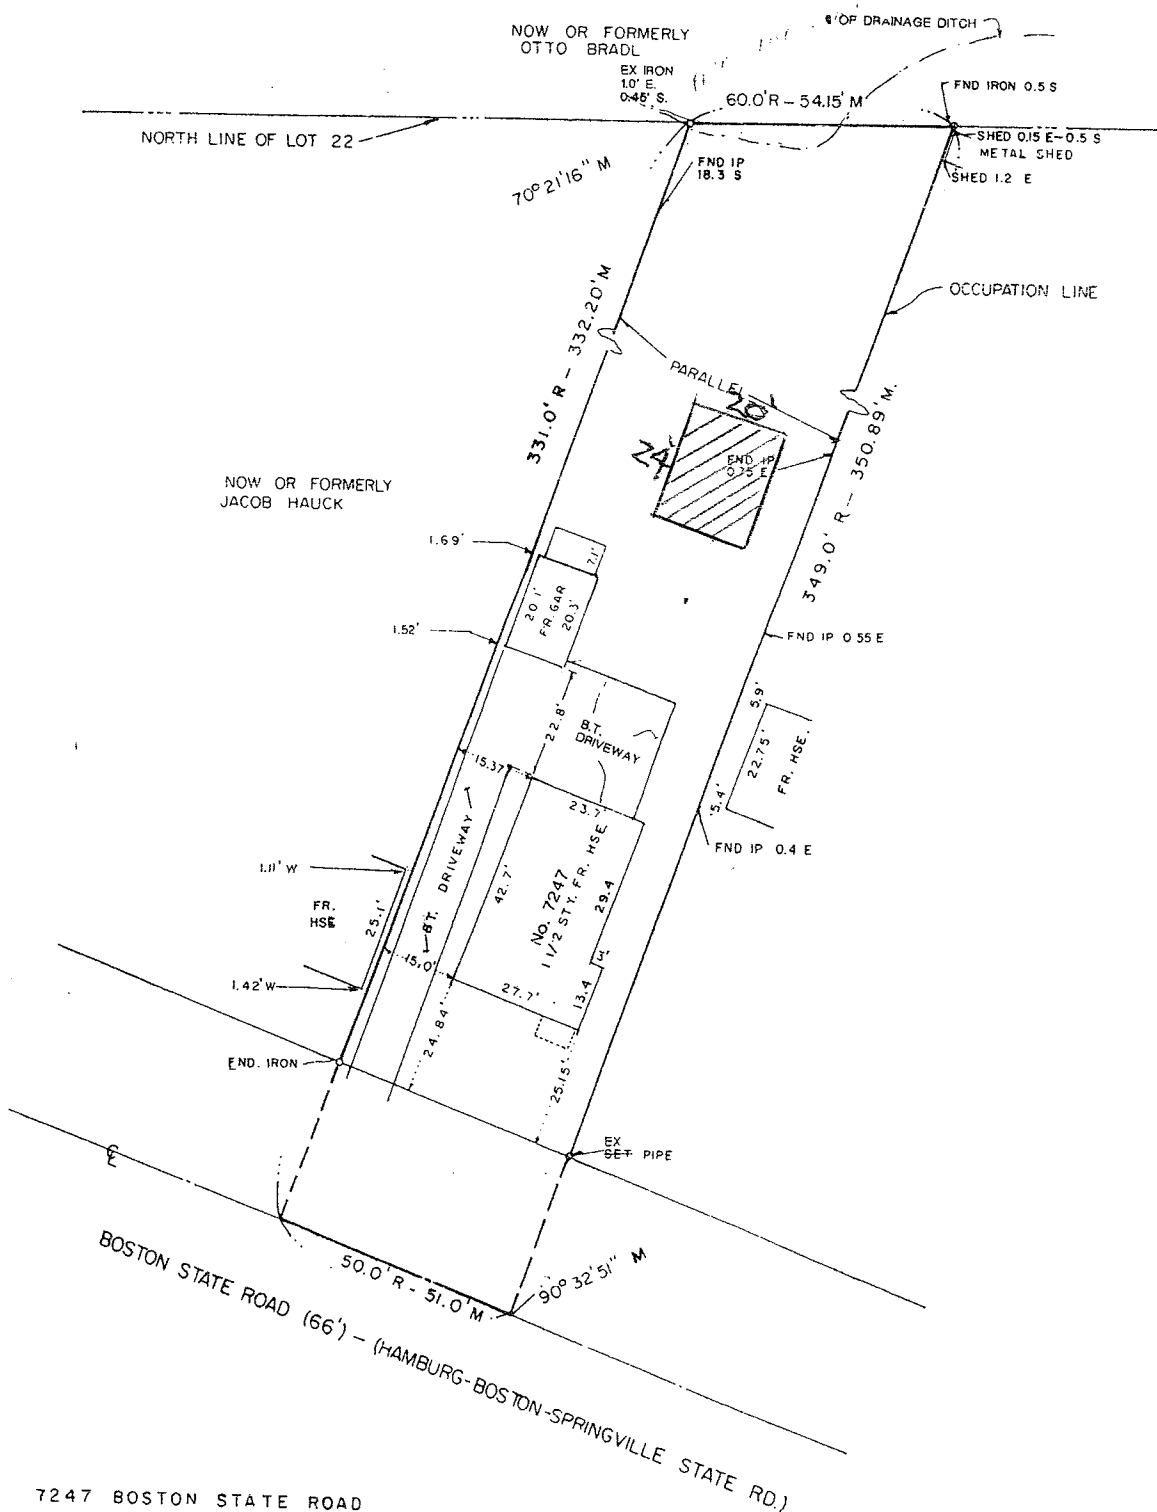 NOW OR FORMERLY
OTTO BRADL
℄ OF DRAINAGE DITCH
EX IRON
1.0' E.
0.45' S.
60.0'R – 54.15' M
FND IRON 0.5 S
NORTH LINE OF LOT 22
SHED 0.15 E-0.5 S
METAL SHED
SHED 1.2 E
FND IP
18.3 S
70° 21' 16" M
331.0' R – 332.20' M
OCCUPATION LINE
PARALLEL
20'
24'
FND IP
0.75 E
349.0' R – 350.89' M.
NOW OR FORMERLY
JACOB HAUCK
1.69'
7.1'
20.1'
FR. GAR
20.3'
1.52'
FND IP 0.55 E
22.8'
B.T.
DRIVEWAY
5.9'
22.75'
FR. HSE.
5.4'
15.37'
23.7'
FND IP 0.4 E
1.11' W
FR.
HSE
25.1'
B.T. DRIVEWAY
42.7'
No. 7247
1 1/2 STY. FR. HSE
29.4
3'
13.4
15.0'
27.7'
1.42' W
24.84'
25.15'
END. IRON
EX
SET PIPE
℄
50.0' R – 51.0' M
90° 32' 51" M
BOSTON STATE ROAD (66') – (HAMBURG-BOSTON-SPRINGVILLE STATE RD.)
7247 BOSTON STATE ROAD